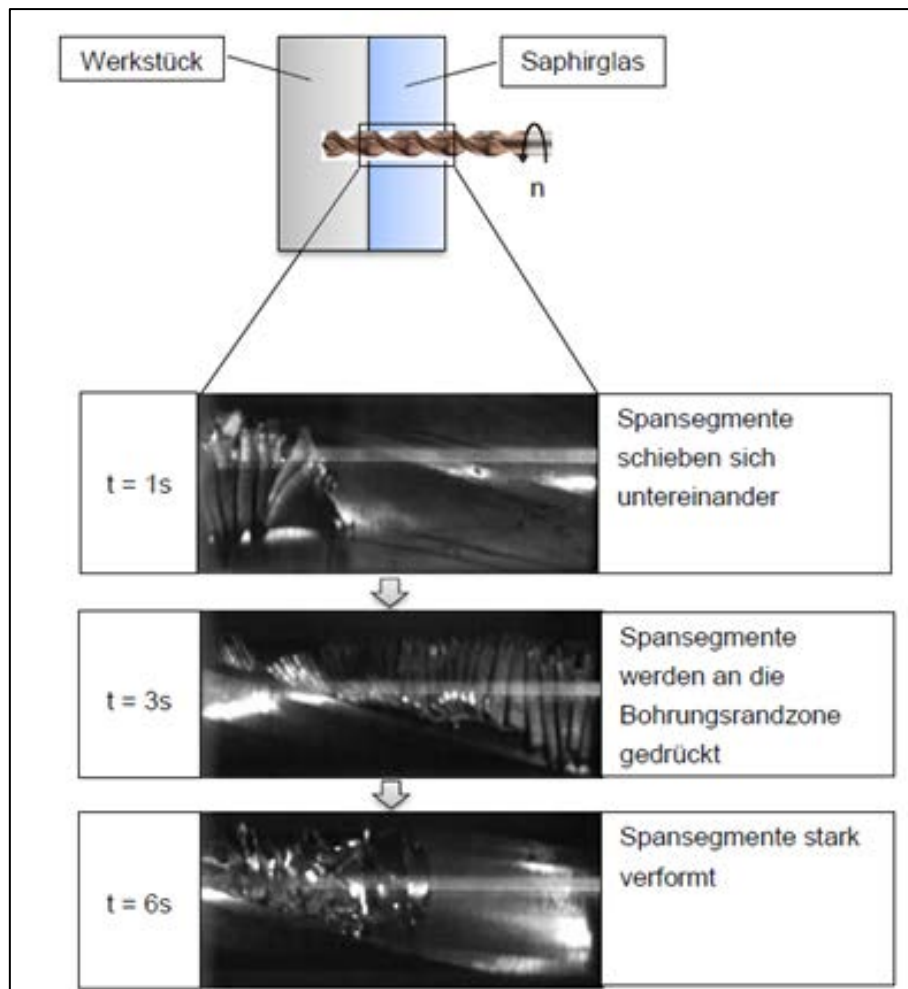 Werkstück
Saphirglas
n
t = 1s
Spansegmente
schieben sich
untereinander
t = 3s
Spansegmente
werden an die
Bohrungsrandzone
gedrückt
t = 6s
Spansegmente stark
verformt